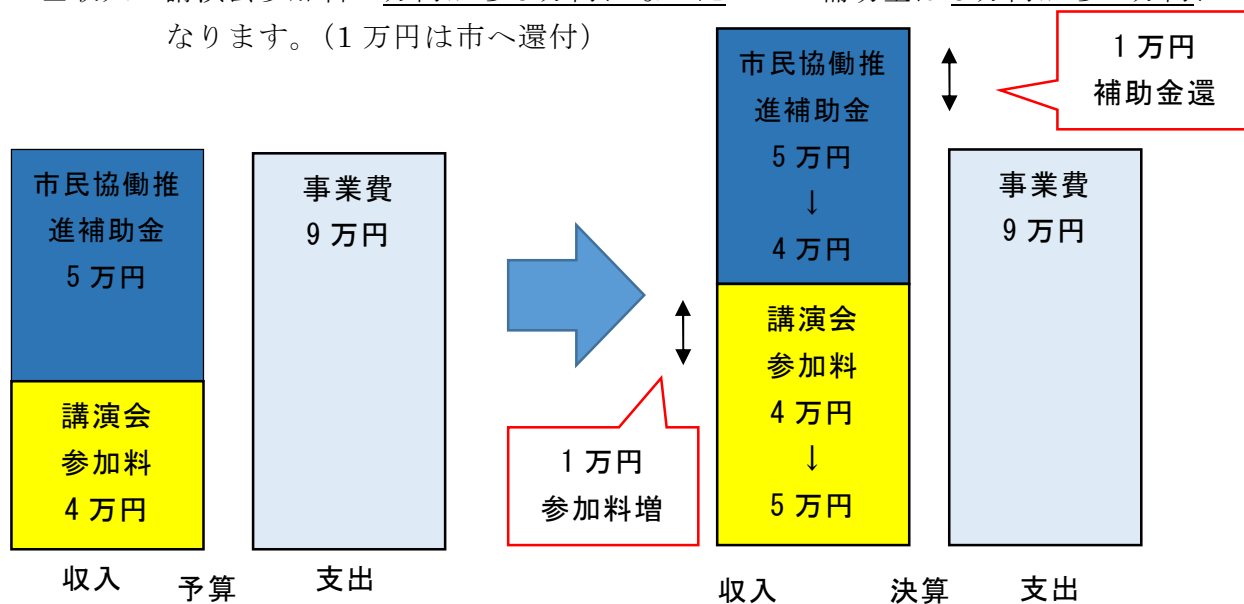 なります。（1 万円は市へ還付）
市民協働推
進補助金
5 万円
講演会
参加料
4 万円
事業費
9 万円
収入
予算
支出
市民協働推
進補助金
5 万円
↓
4 万円
講演会
参加料
4 万円
↓
5 万円
1 万円
参加料増
1 万円
補助金還
事業費
9 万円
収入
決算
支出